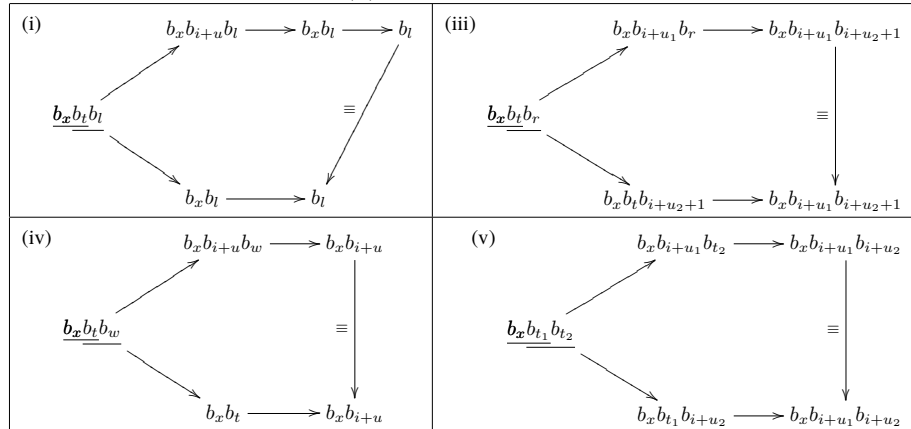 (i)
b_x b_{i+u} b_l → b_x b_l → b_l
b_x b_t b_l
≡
b_x b_l → b_l
(iii)
b_x b_{i+u_1} b_r → b_x b_{i+u_1} b_{i+u_2+1}
b_x b_t b_r
≡
b_x b_t b_{i+u_2+1} → b_x b_{i+u_1} b_{i+u_2+1}
(iv)
b_x b_{i+u} b_w → b_x b_{i+u}
b_x b_t b_w
≡
b_x b_t → b_x b_{i+u}
(v)
b_x b_{i+u_1} b_{t_2} → b_x b_{i+u_1} b_{i+u_2}
b_x b_{t_1} b_{t_2}
≡
b_x b_{t_1} b_{i+u_2} → b_x b_{i+u_1} b_{i+u_2}